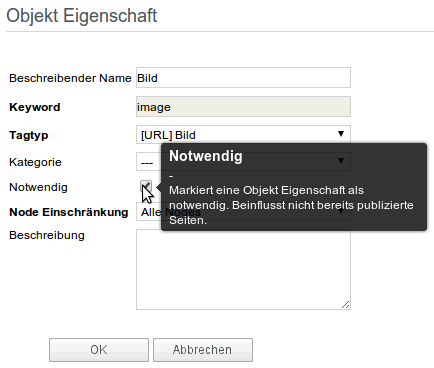 Objekt Eigenschaft
Beschreibender Name Bild
Keyword image
Tagtyp [URL] Bild
Kategorie ---
Notwendig
Notwendig
-
Markiert eine Objekt Eigenschaft als
notwendig. Beinflusst nicht bereits publizierte
Seiten.
Node Einschränkung Alle Nodes
Beschreibung
OK Abbrechen